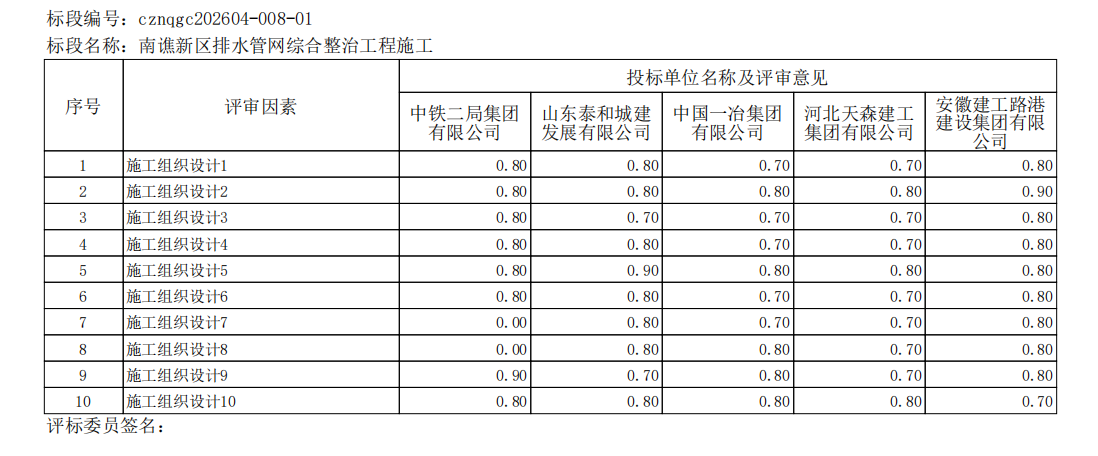 标段编号：cznqgc202604-008-01
标段名称：南谯新区排水管网综合整治工程施工
序号 评审因素 投标单位名称及评审意见
中铁二局集团有限公司 山东泰和城建发展有限公司 中国一冶集团有限公司 河北天森建工集团有限公司 安徽建工路港建设集团有限公司
1 施工组织设计1 0.80 0.80 0.70 0.70 0.80
2 施工组织设计2 0.80 0.80 0.80 0.80 0.90
3 施工组织设计3 0.80 0.70 0.70 0.70 0.80
4 施工组织设计4 0.80 0.80 0.70 0.70 0.80
5 施工组织设计5 0.80 0.90 0.80 0.80 0.80
6 施工组织设计6 0.80 0.80 0.70 0.70 0.80
7 施工组织设计7 0.00 0.80 0.70 0.70 0.80
8 施工组织设计8 0.00 0.80 0.80 0.70 0.80
9 施工组织设计9 0.90 0.70 0.80 0.70 0.80
10 施工组织设计10 0.80 0.80 0.80 0.80 0.70
评标委员签名：